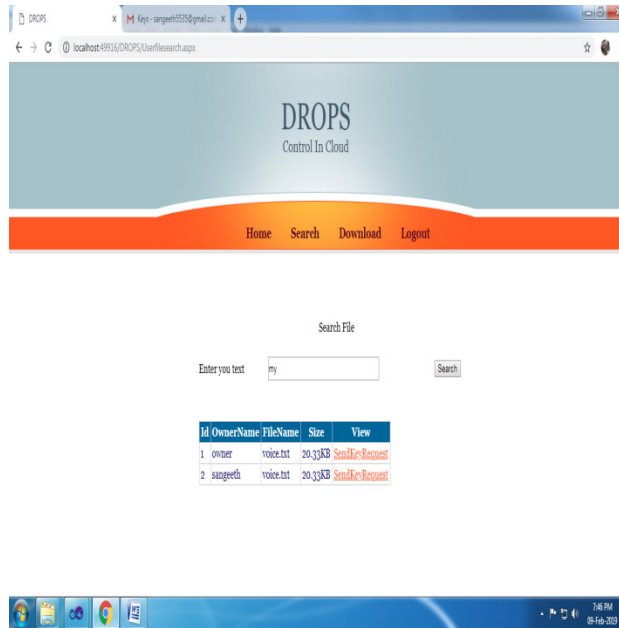 DROPS
Keys - sangeeth5535@gmail.co
localhost:49916/DROPS/Userfilesearch.aspx
DROPS
Control In Cloud
Home Search Download Logout
Search File
Enter you text my Search
Id OwnerName FileName Size View
1 owner voice.txt 20.33KB SendKeyRequest
2 sangeeth voice.txt 20.33KB SendKeyRequest
7:46 PM
09-Feb-2019